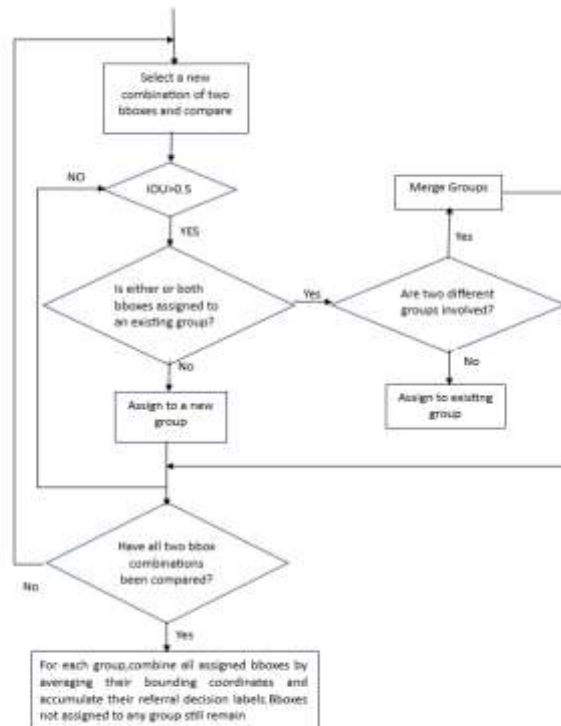 Select a new
combination of two
bboxes and compare
NO
IOU>0.5
YES
Merge Groups
Yes
Is either or both
bboxes assigned to
an existing group?
Yes
Are two different
groups involved?
No
No
Assign to a new
group
Assign to existing
group
Have all two bbox
combinations
been compared?
No
Yes
For each group,combine all assigned bboxes by
averaging their bounding coordinates and
accumulate their referral decision labels.Bboxes
not assigned to any group still remain